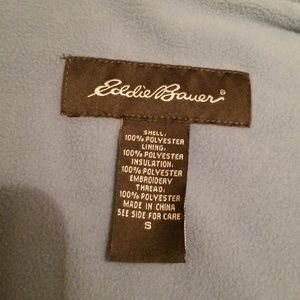 Eddie Bauer®
SHELL:
100% POLYESTER
LINING:
100% POLYESTER
INSULATION:
100% POLYESTER
EMBROIDERY
THREAD:
100% POLYESTER
MADE IN CHINA
SEE SIDE FOR CARE
S